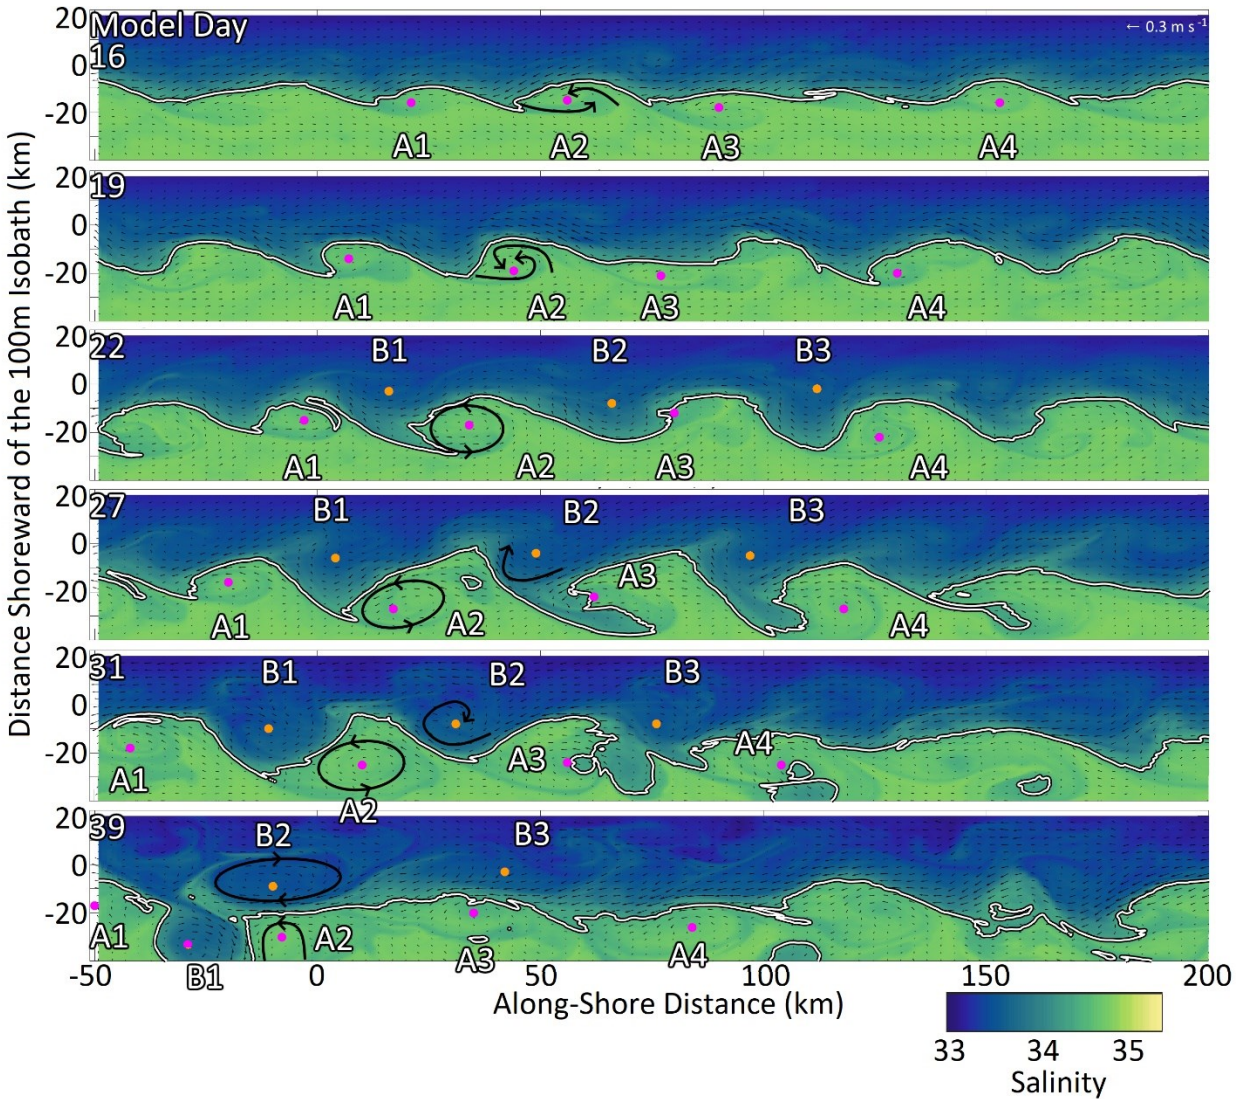 Distance Shoreward of the 100m Isobath (km)
Model Day
16
← 0.3 m s⁻¹
20
0
-20
A1
A2
A3
A4
19
20
0
-20
A1
A2
A3
A4
22
20
0
-20
B1
B2
B3
A1
A2
A3
A4
27
20
0
-20
B1
B2
B3
A1
A2
A3
A4
31
20
0
-20
B1
B2
B3
A1
A2
A3
A4
39
20
0
-20
B2
B3
A1
B1
A2
A3
A4
-50 0 50 100 150 200
Along-Shore Distance (km)
33 34 35
Salinity